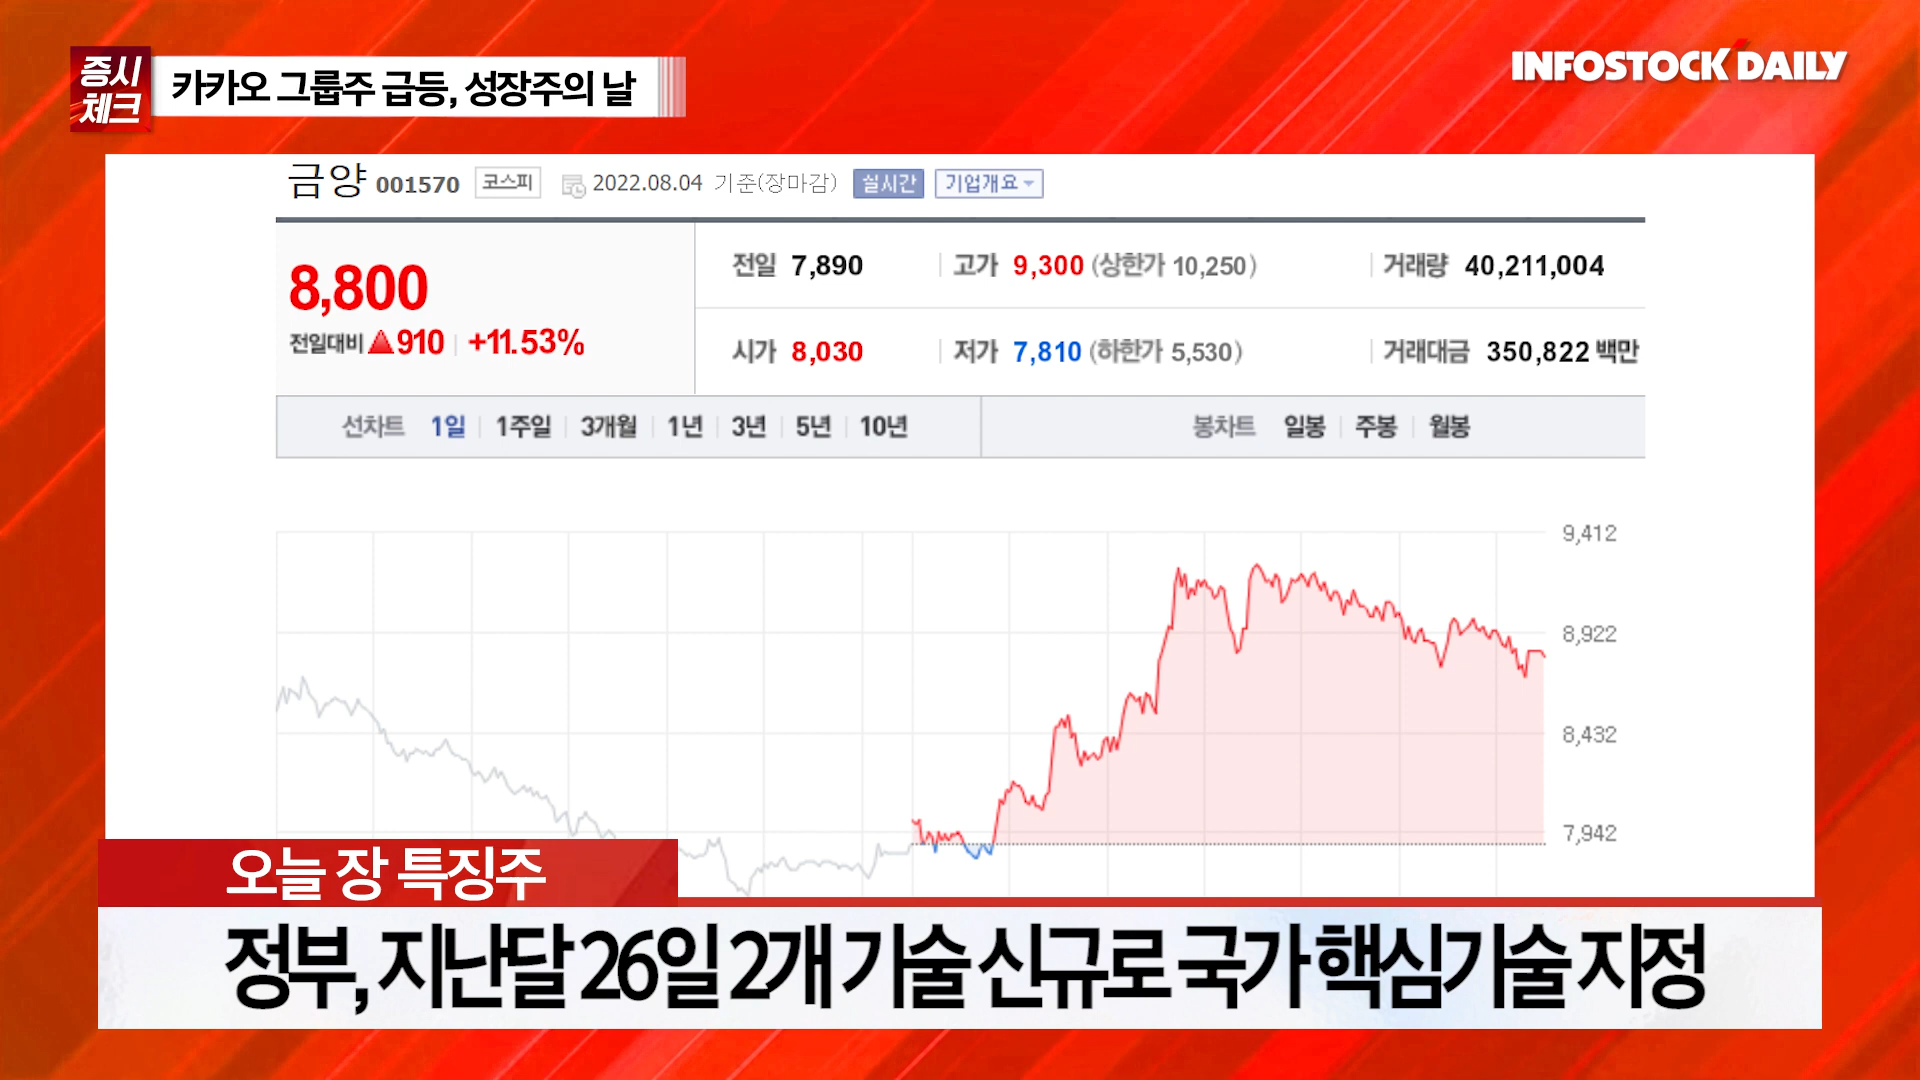 증시
체크
카카오 그룹주 급등, 성장주의 날
INFOSTOCK DAILY
금양 001570 코스피 2022.08.04 기준(장마감) 실시간 기업개요
8,800
전일대비 ▲910 +11.53%
전일 7,890 고가 9,300 (상한가 10,250) 거래량 40,211,004
시가 8,030 저가 7,810 (하한가 5,530) 거래대금 350,822 백만
선차트 1일 1주일 3개월 1년 3년 5년 10년 봉차트 일봉 주봉 월봉
9,412
8,922
8,432
7,942
오늘 장 특징주
정부, 지난달 26일 2개 기술 신규로 국가 핵심기술 지정